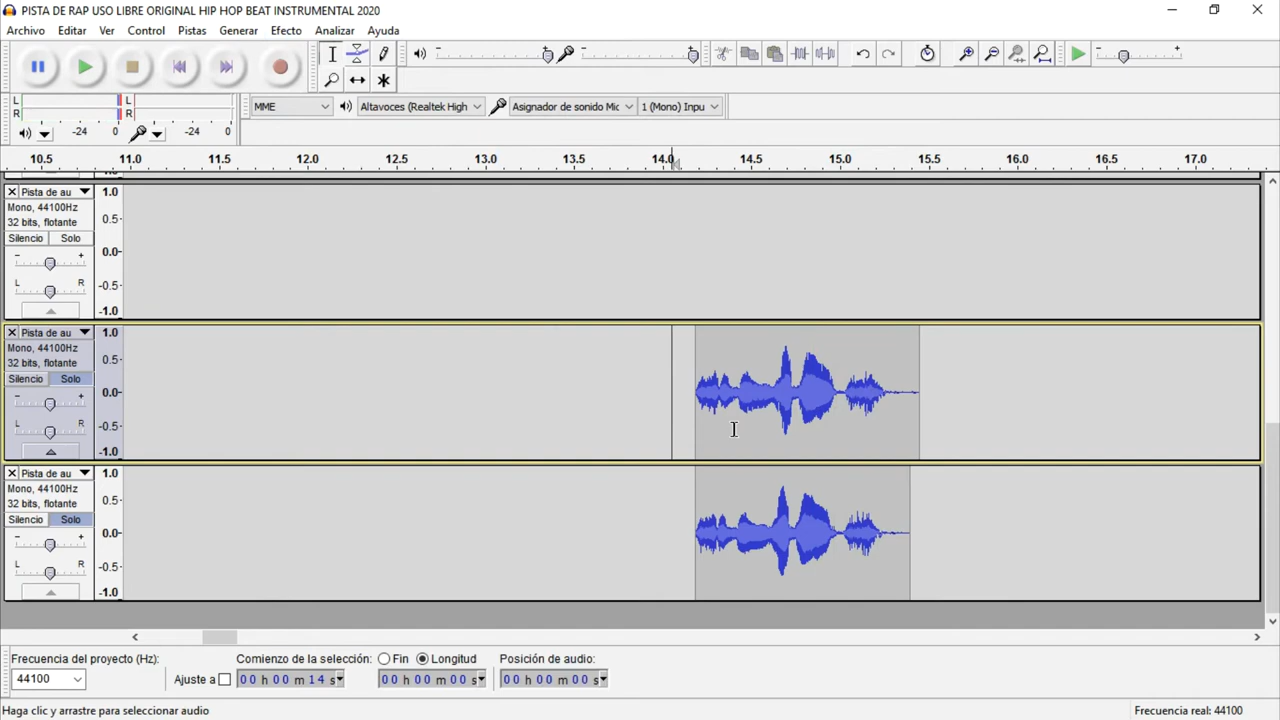 PISTA DE RAP USO LIBRE ORIGINAL HIP HOP BEAT INSTRUMENTAL 2020
Archivo Editar Ver Control Pistas Generar Efecto Analizar Ayuda
L L
R R
-24 0 -24 0
MME Altavoces (Realtek High Asignador de sonido Mic 1 (Mono) Inpu
10.5 11.0 11.5 12.0 12.5 13.0 13.5 14.0 14.5 15.0 15.5 16.0 16.5 17.0
Pista de au 1.0
Mono, 44100Hz
32 bits, flotante 0.5
Silencio Solo
- + 0.0
L R -0.5
-1.0
Pista de au 1.0
Mono, 44100Hz
32 bits, flotante 0.5
Silencio Solo
- + 0.0
L R -0.5
-1.0
Pista de au 1.0
Mono, 44100Hz
32 bits, flotante 0.5
Silencio Solo
- + 0.0
L R -0.5
-1.0
Frecuencia del proyecto (Hz): Comienzo de la selección: Fin Longitud Posición de audio:
44100 Ajuste a 00 h 00 m 14 s 00 h 00 m 00 s 00 h 00 m 00 s
Haga clic y arrastre para seleccionar audio Frecuencia real: 44100